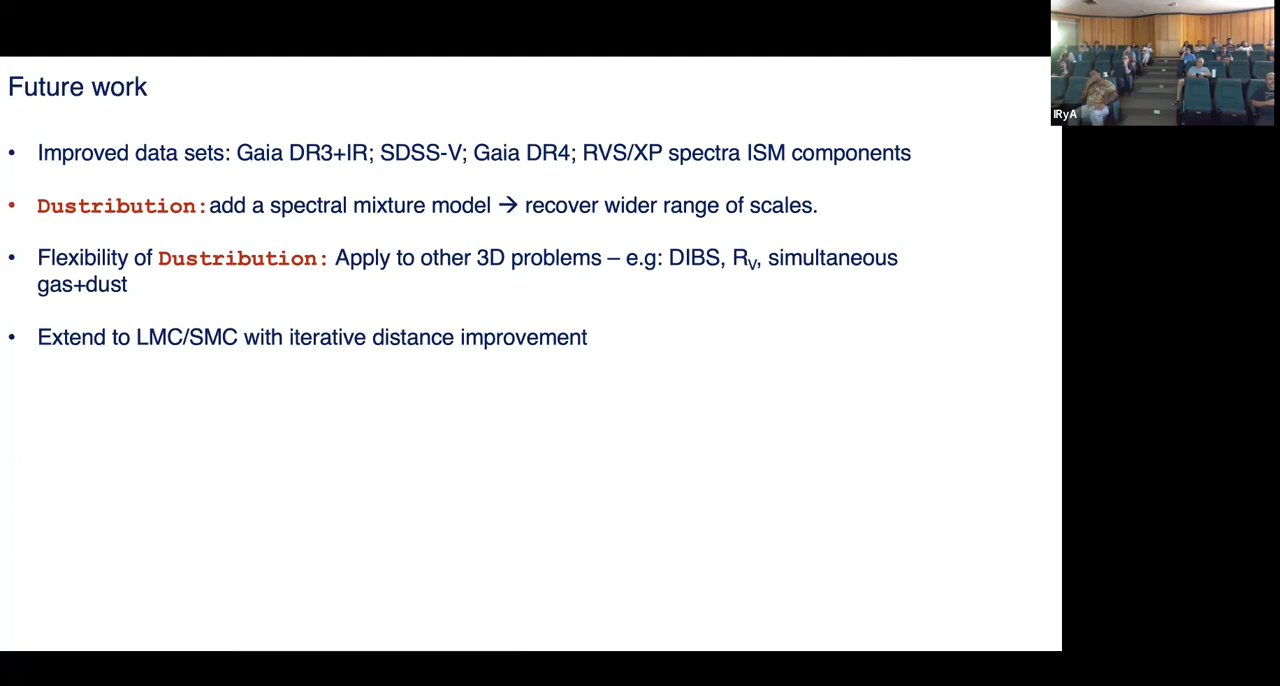 Future work
• Improved data sets: Gaia DR3+IR; SDSS-V; Gaia DR4; RVS/XP spectra ISM components
• Dustribution: add a spectral mixture model → recover wider range of scales.
• Flexibility of Dustribution: Apply to other 3D problems – e.g: DIBS, RV, simultaneous
gas+dust
• Extend to LMC/SMC with iterative distance improvement
IRyA